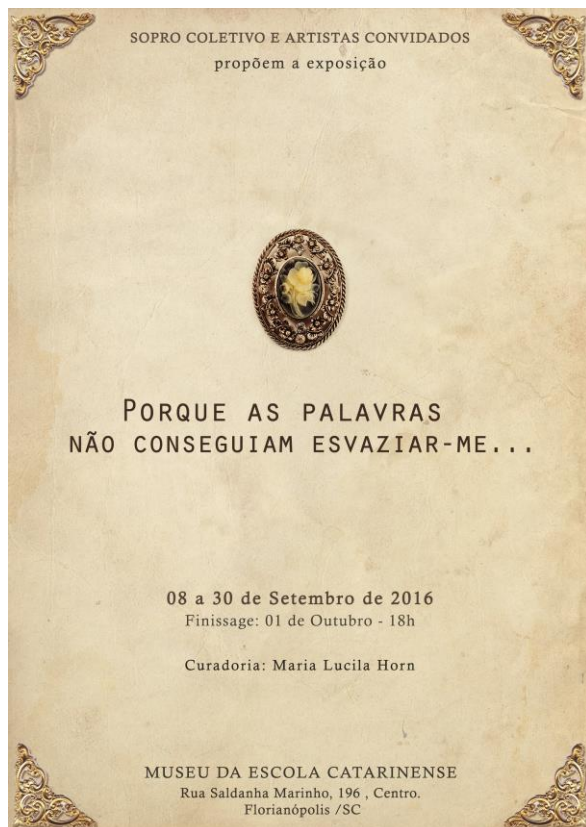 SOPRO COLETIVO E ARTISTAS CONVIDADOS
propõem a exposição
PORQUE AS PALAVRAS
NÃO CONSEGUIAM ESVAZIAR-ME...
08 a 30 de Setembro de 2016
Finissage: 01 de Outubro - 18h
Curadoria: Maria Lucila Horn
MUSEU DA ESCOLA CATARINENSE
Rua Saldanha Marinho, 196 , Centro.
Florianópolis /SC